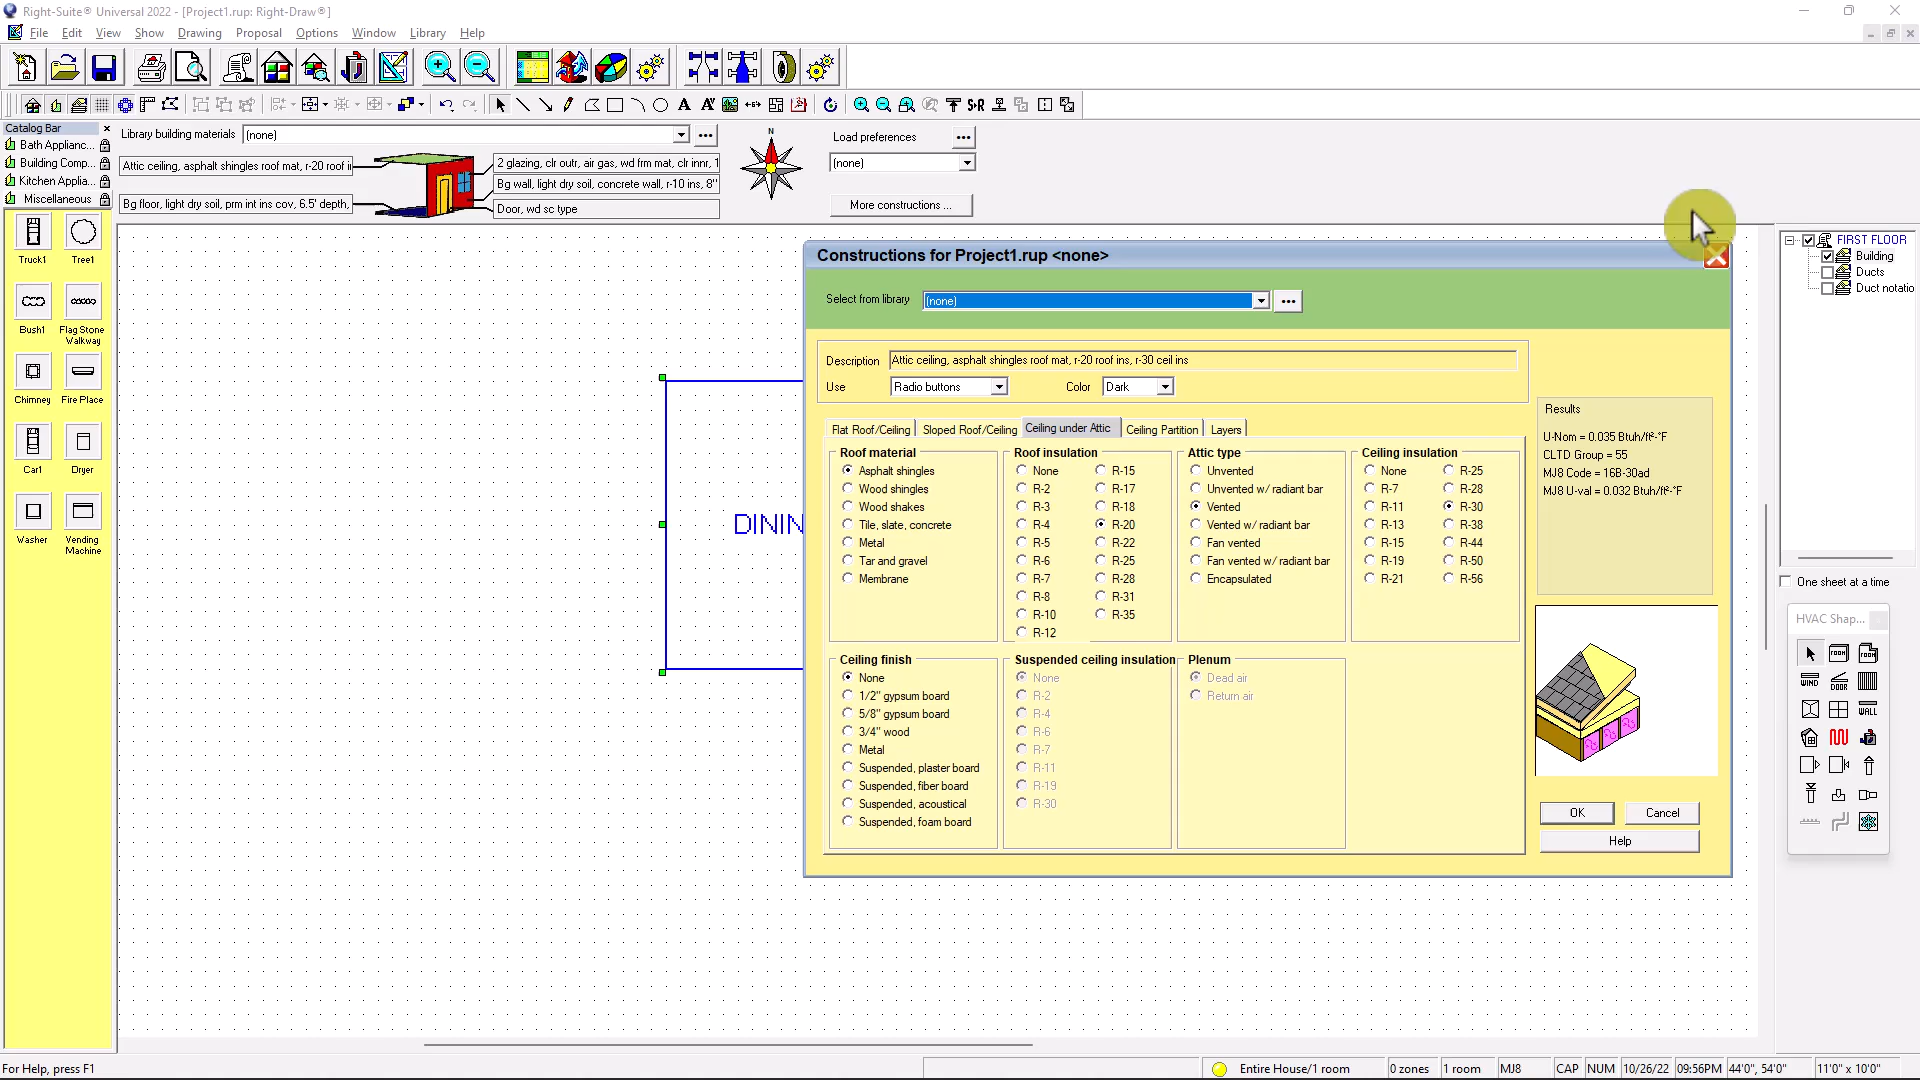 Right-Suite® Universal 2022 - [Project1.rup: Right-Draw®]
File Edit View Show Drawing Proposal Options Window Library Help
Catalog Bar
Bath Applianc...
Building Comp...
Kitchen Applia...
Miscellaneous
Library building materials (none)
Attic ceiling, asphalt shingles roof mat, r-20 roof i
Bg floor, light dry soil, prm int ins cov, 6.5' depth,
2 glazing, clr outr, air gas, wd frm mat, clr innr, 1
Bg wall, light dry soil, concrete wall, r-10 ins, 8"
Door, wd sc type
N
Load preferences
(none)
More constructions ...
Truck1 Tree1
Bush1 Flag Stone Walkway
Chimney Fire Place
Car1 Dryer
Washer Vending Machine
DININ
Constructions for Project1.rup <none>
Select from library (none)
Description Attic ceiling, asphalt shingles roof mat, r-20 roof ins, r-30 ceil ins
Use Radio buttons Color Dark
Flat Roof/Ceiling Sloped Roof/Ceiling Ceiling under Attic Ceiling Partition Layers
Roof material
Asphalt shingles
Wood shingles
Wood shakes
Tile, slate, concrete
Metal
Tar and gravel
Membrane
Roof insulation
None R-15
R-2 R-17
R-3 R-18
R-4 R-20
R-5 R-22
R-6 R-25
R-7 R-28
R-8 R-31
R-10 R-35
R-12
Attic type
Unvented
Unvented w/ radiant bar
Vented
Vented w/ radiant bar
Fan vented
Fan vented w/ radiant bar
Encapsulated
Ceiling insulation
None R-25
R-7 R-28
R-11 R-30
R-13 R-38
R-15 R-44
R-19 R-50
R-21 R-56
Ceiling finish
None
1/2" gypsum board
5/8" gypsum board
3/4" wood
Metal
Suspended, plaster board
Suspended, fiber board
Suspended, acoustical
Suspended, foam board
Suspended ceiling insulation
None
R-2
R-4
R-6
R-7
R-11
R-19
R-30
Plenum
Dead air
Return air
Results
U-Nom = 0.035 Btuh/ft²-°F
CLTD Group = 55
MJ8 Code = 16B-30ad
MJ8 U-val = 0.032 Btuh/ft²-°F
OK Cancel
Help
FIRST FLOOR
Building
Ducts
Duct notatio
One sheet at a time
HVAC Shap...
ROOM ROOM
WIND DOOR
WALL
For Help, press F1
Entire House/1 room 0 zones 1 room MJ8 CAP NUM 10/26/22 09:56PM 44'0", 54'0" 11'0" x 10'0"